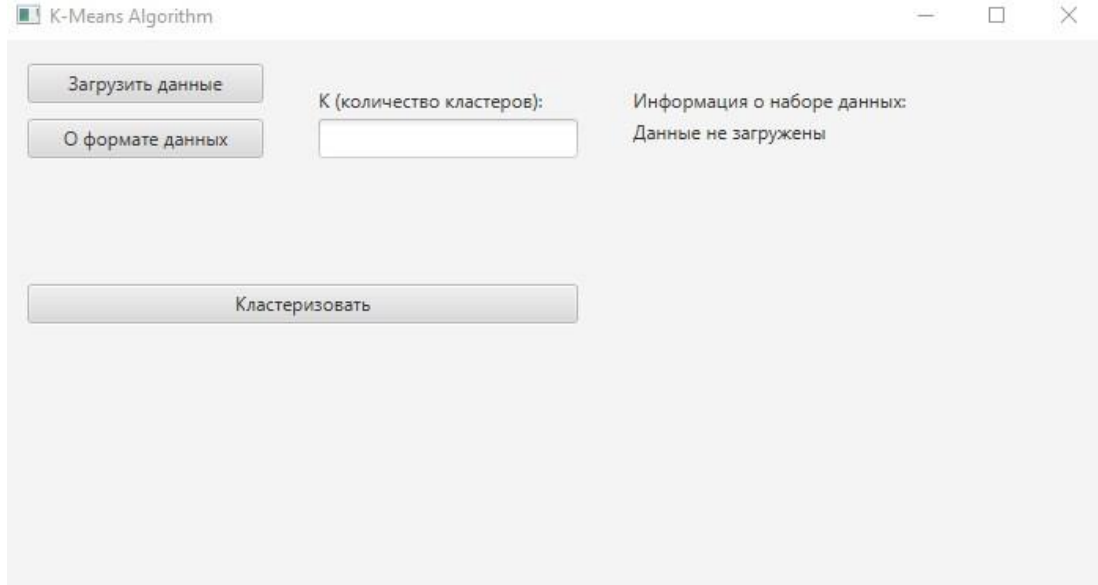 K-Means Algorithm
Загрузить данные
О формате данных
К (количество кластеров):
Информация о наборе данных:
Данные не загружены
Кластеризовать